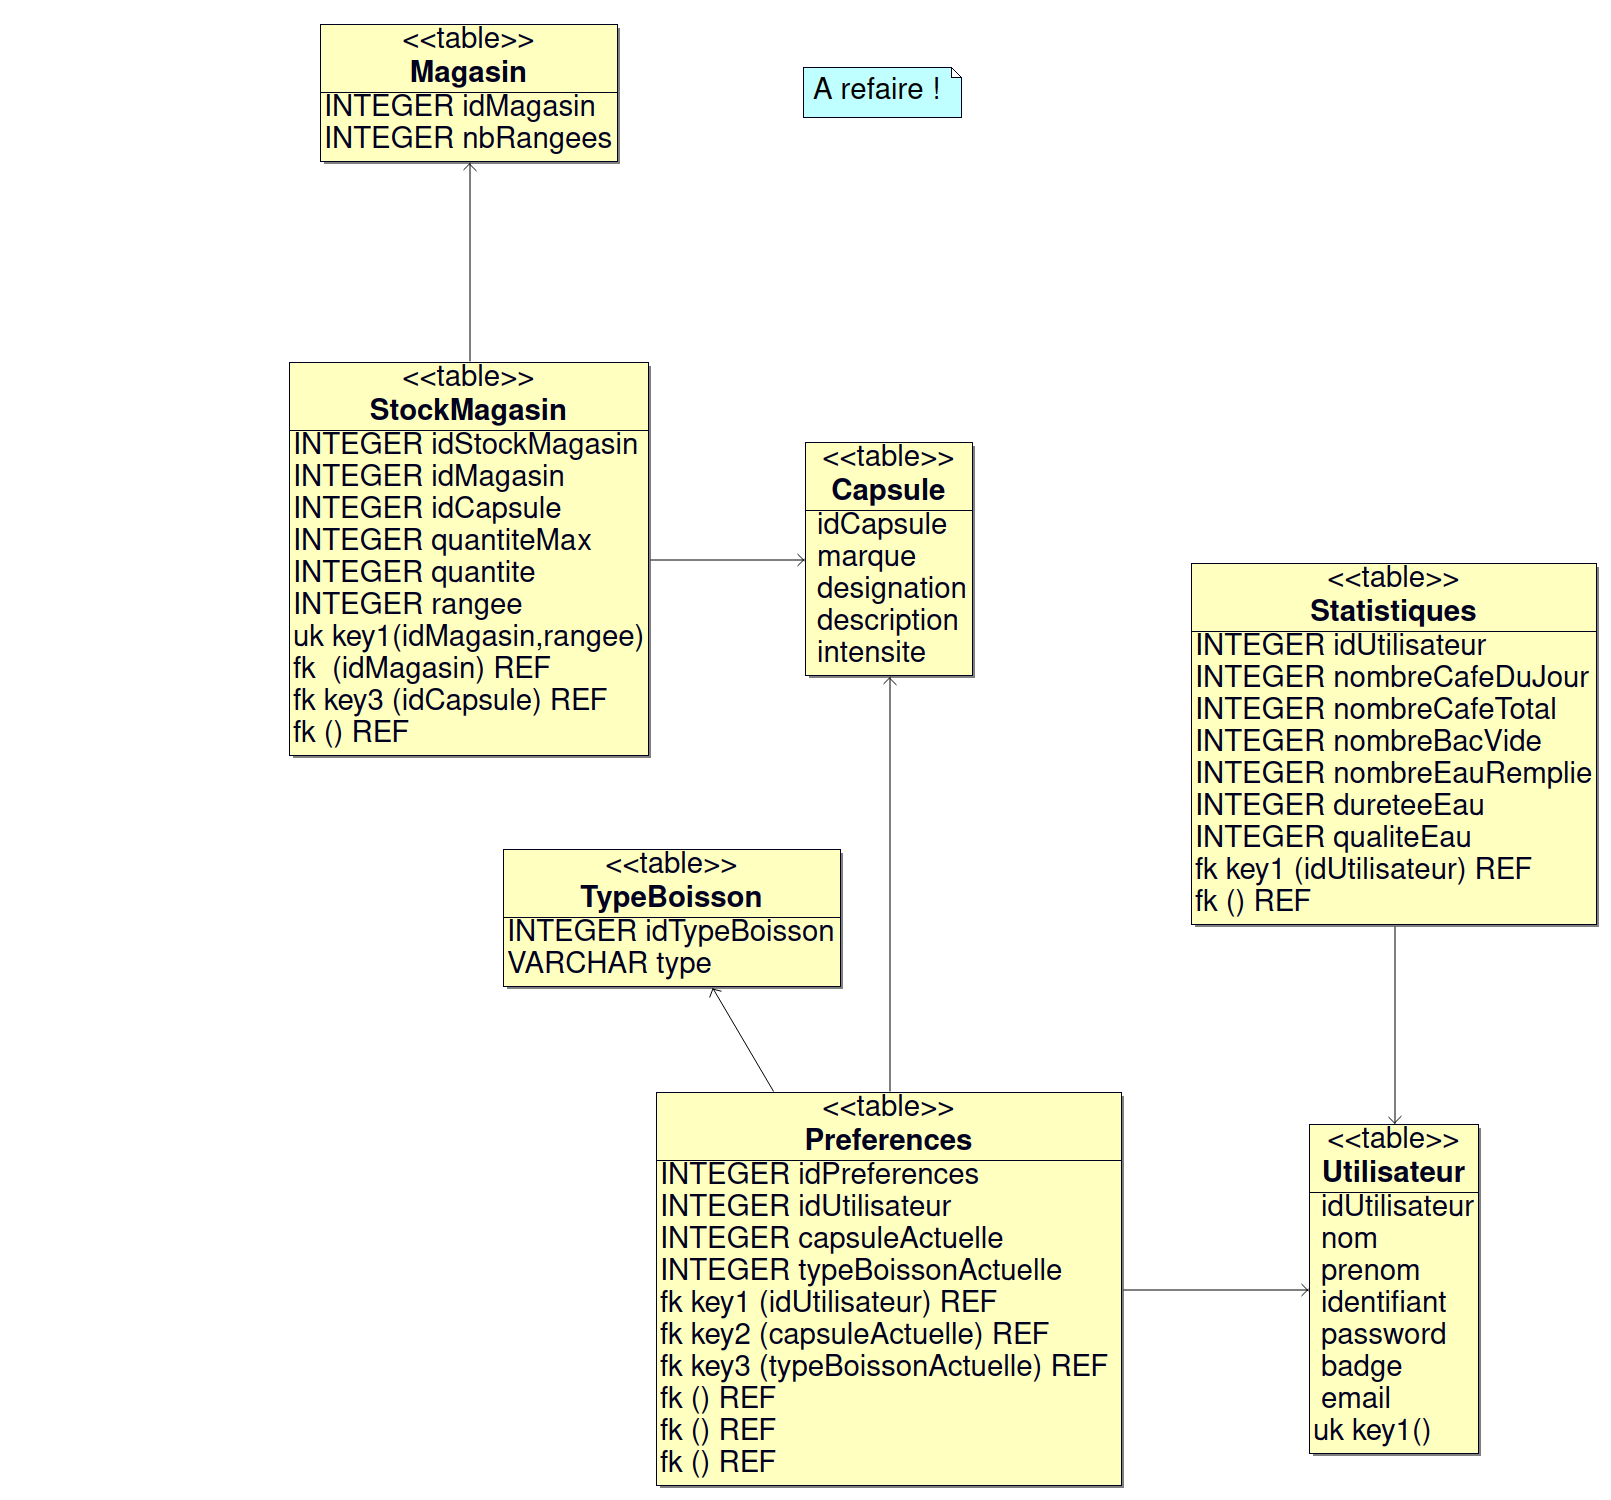 <<table>>
Magasin
INTEGER idMagasin
INTEGER nbRangees
A refaire !
<<table>>
StockMagasin
INTEGER idStockMagasin
INTEGER idMagasin
INTEGER idCapsule
INTEGER quantiteMax
INTEGER quantite
INTEGER rangee
uk key1(idMagasin,rangee)
fk  (idMagasin) REF
fk key3 (idCapsule) REF
fk () REF
<<table>>
Capsule
idCapsule
marque
designation
description
intensite
<<table>>
Statistiques
INTEGER idUtilisateur
INTEGER nombreCafeDuJour
INTEGER nombreCafeTotal
INTEGER nombreBacVide
INTEGER nombreEauRemplie
INTEGER dureteeEau
INTEGER qualiteEau
fk key1 (idUtilisateur) REF
fk () REF
<<table>>
TypeBoisson
INTEGER idTypeBoisson
VARCHAR type
<<table>>
Preferences
INTEGER idPreferences
INTEGER idUtilisateur
INTEGER capsuleActuelle
INTEGER typeBoissonActuelle
fk key1 (idUtilisateur) REF
fk key2 (capsuleActuelle) REF
fk key3 (typeBoissonActuelle) REF
fk () REF
fk () REF
fk () REF
<<table>>
Utilisateur
idUtilisateur
nom
prenom
identifiant
password
badge
email
uk key1()